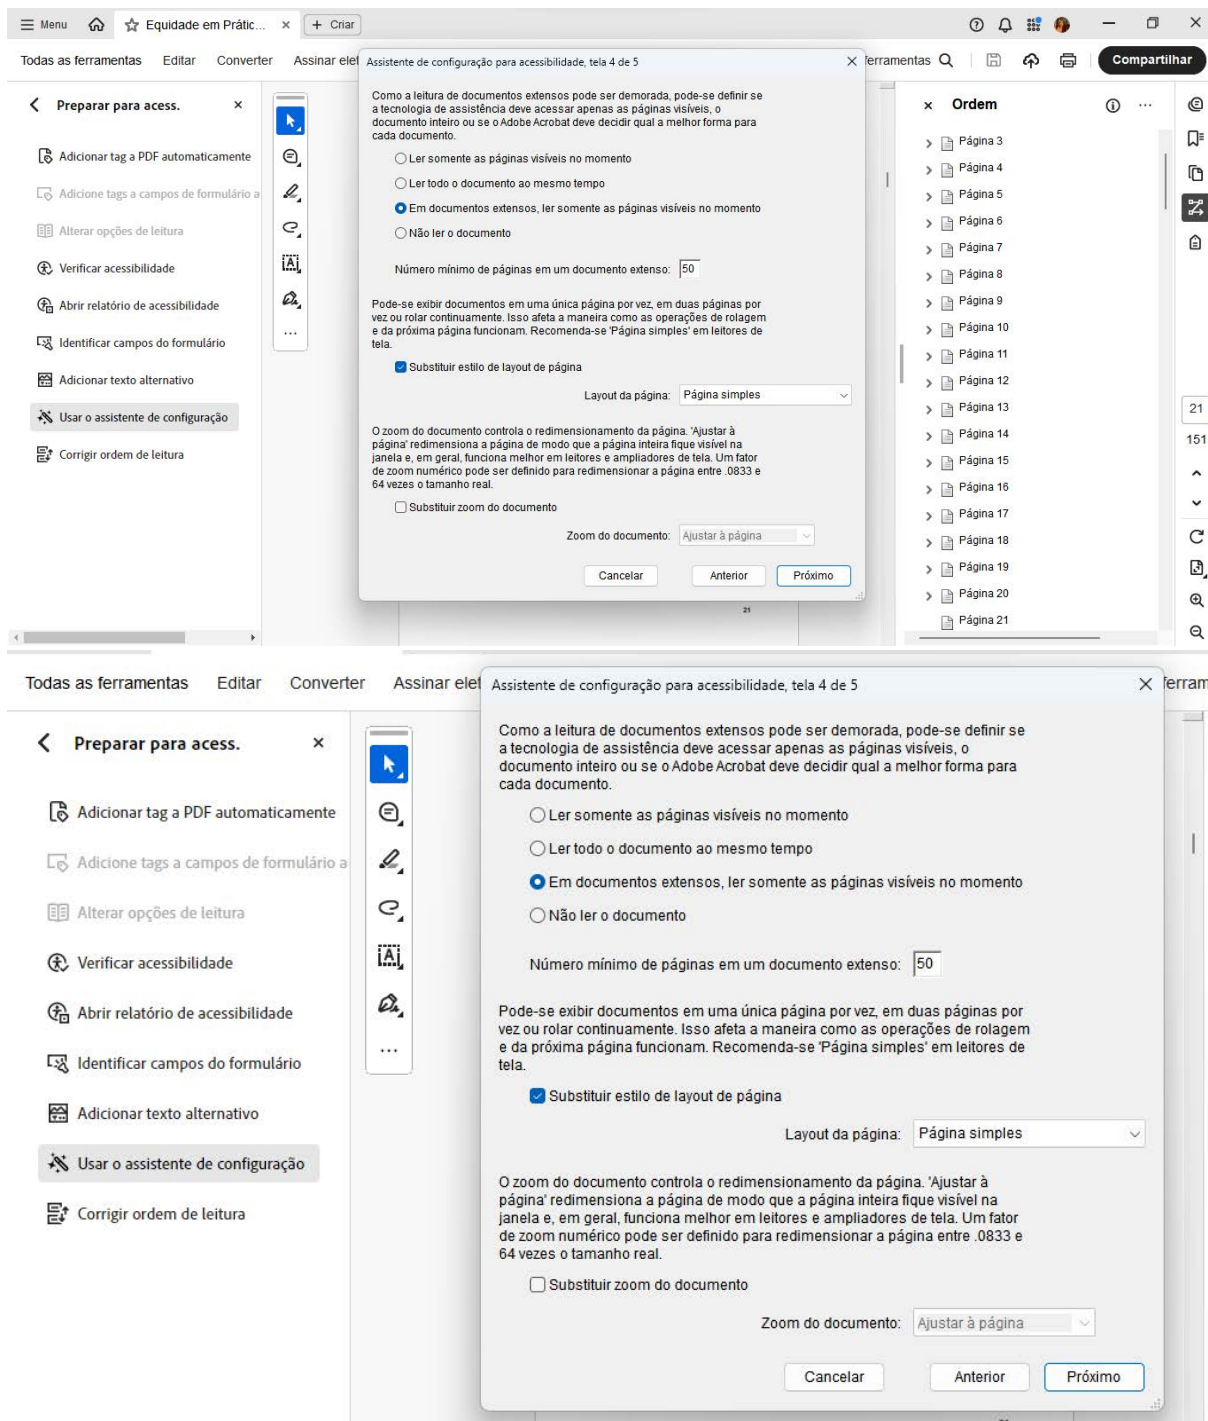 Menu
Equidade em Prátic...
+ Criar
Todas as ferramentas
Editar
Converter
Assinar elet
Assistente de configuração para acessibilidade, tela 4 de 5
ferramentas
Compartilhar
Preparar para acess.
Adicionar tag a PDF automaticamente
Adicione tags a campos de formulário a
Alterar opções de leitura
Verificar acessibilidade
Abrir relatório de acessibilidade
Identificar campos do formulário
Adicionar texto alternativo
Usar o assistente de configuração
Corrigir ordem de leitura
Como a leitura de documentos extensos pode ser demorada, pode-se definir se
a tecnologia de assistência deve acessar apenas as páginas visíveis, o
documento inteiro ou se o Adobe Acrobat deve decidir qual a melhor forma para
cada documento.
Ler somente as páginas visíveis no momento
Ler todo o documento ao mesmo tempo
Em documentos extensos, ler somente as páginas visíveis no momento
Não ler o documento
Número mínimo de páginas em um documento extenso: 50
Pode-se exibir documentos em uma única página por vez, em duas páginas por
vez ou rolar continuamente. Isso afeta a maneira como as operações de rolagem
e da próxima página funcionam. Recomenda-se 'Página simples' em leitores de
tela.
Substituir estilo de layout de página
Layout da página: Página simples
O zoom do documento controla o redimensionamento da página. 'Ajustar à
página' redimensiona a página de modo que a página inteira fique visível na
janela e, em geral, funciona melhor em leitores e ampliadores de tela. Um fator
de zoom numérico pode ser definido para redimensionar a página entre .0833 e
64 vezes o tamanho real.
Substituir zoom do documento
Zoom do documento: Ajustar à página
Cancelar
Anterior
Próximo
21
Ordem
Página 3
Página 4
Página 5
Página 6
Página 7
Página 8
Página 9
Página 10
Página 11
Página 12
Página 13
Página 14
Página 15
Página 16
Página 17
Página 18
Página 19
Página 20
Página 21
21
151
Todas as ferramentas
Editar
Converter
Assinar elet
Assistente de configuração para acessibilidade, tela 4 de 5
ferram
Preparar para acess.
Adicionar tag a PDF automaticamente
Adicione tags a campos de formulário a
Alterar opções de leitura
Verificar acessibilidade
Abrir relatório de acessibilidade
Identificar campos do formulário
Adicionar texto alternativo
Usar o assistente de configuração
Corrigir ordem de leitura
Como a leitura de documentos extensos pode ser demorada, pode-se definir se
a tecnologia de assistência deve acessar apenas as páginas visíveis, o
documento inteiro ou se o Adobe Acrobat deve decidir qual a melhor forma para
cada documento.
Ler somente as páginas visíveis no momento
Ler todo o documento ao mesmo tempo
Em documentos extensos, ler somente as páginas visíveis no momento
Não ler o documento
Número mínimo de páginas em um documento extenso: 50
Pode-se exibir documentos em uma única página por vez, em duas páginas por
vez ou rolar continuamente. Isso afeta a maneira como as operações de rolagem
e da próxima página funcionam. Recomenda-se 'Página simples' em leitores de
tela.
Substituir estilo de layout de página
Layout da página: Página simples
O zoom do documento controla o redimensionamento da página. 'Ajustar à
página' redimensiona a página de modo que a página inteira fique visível na
janela e, em geral, funciona melhor em leitores e ampliadores de tela. Um fator
de zoom numérico pode ser definido para redimensionar a página entre .0833 e
64 vezes o tamanho real.
Substituir zoom do documento
Zoom do documento: Ajustar à página
Cancelar
Anterior
Próximo